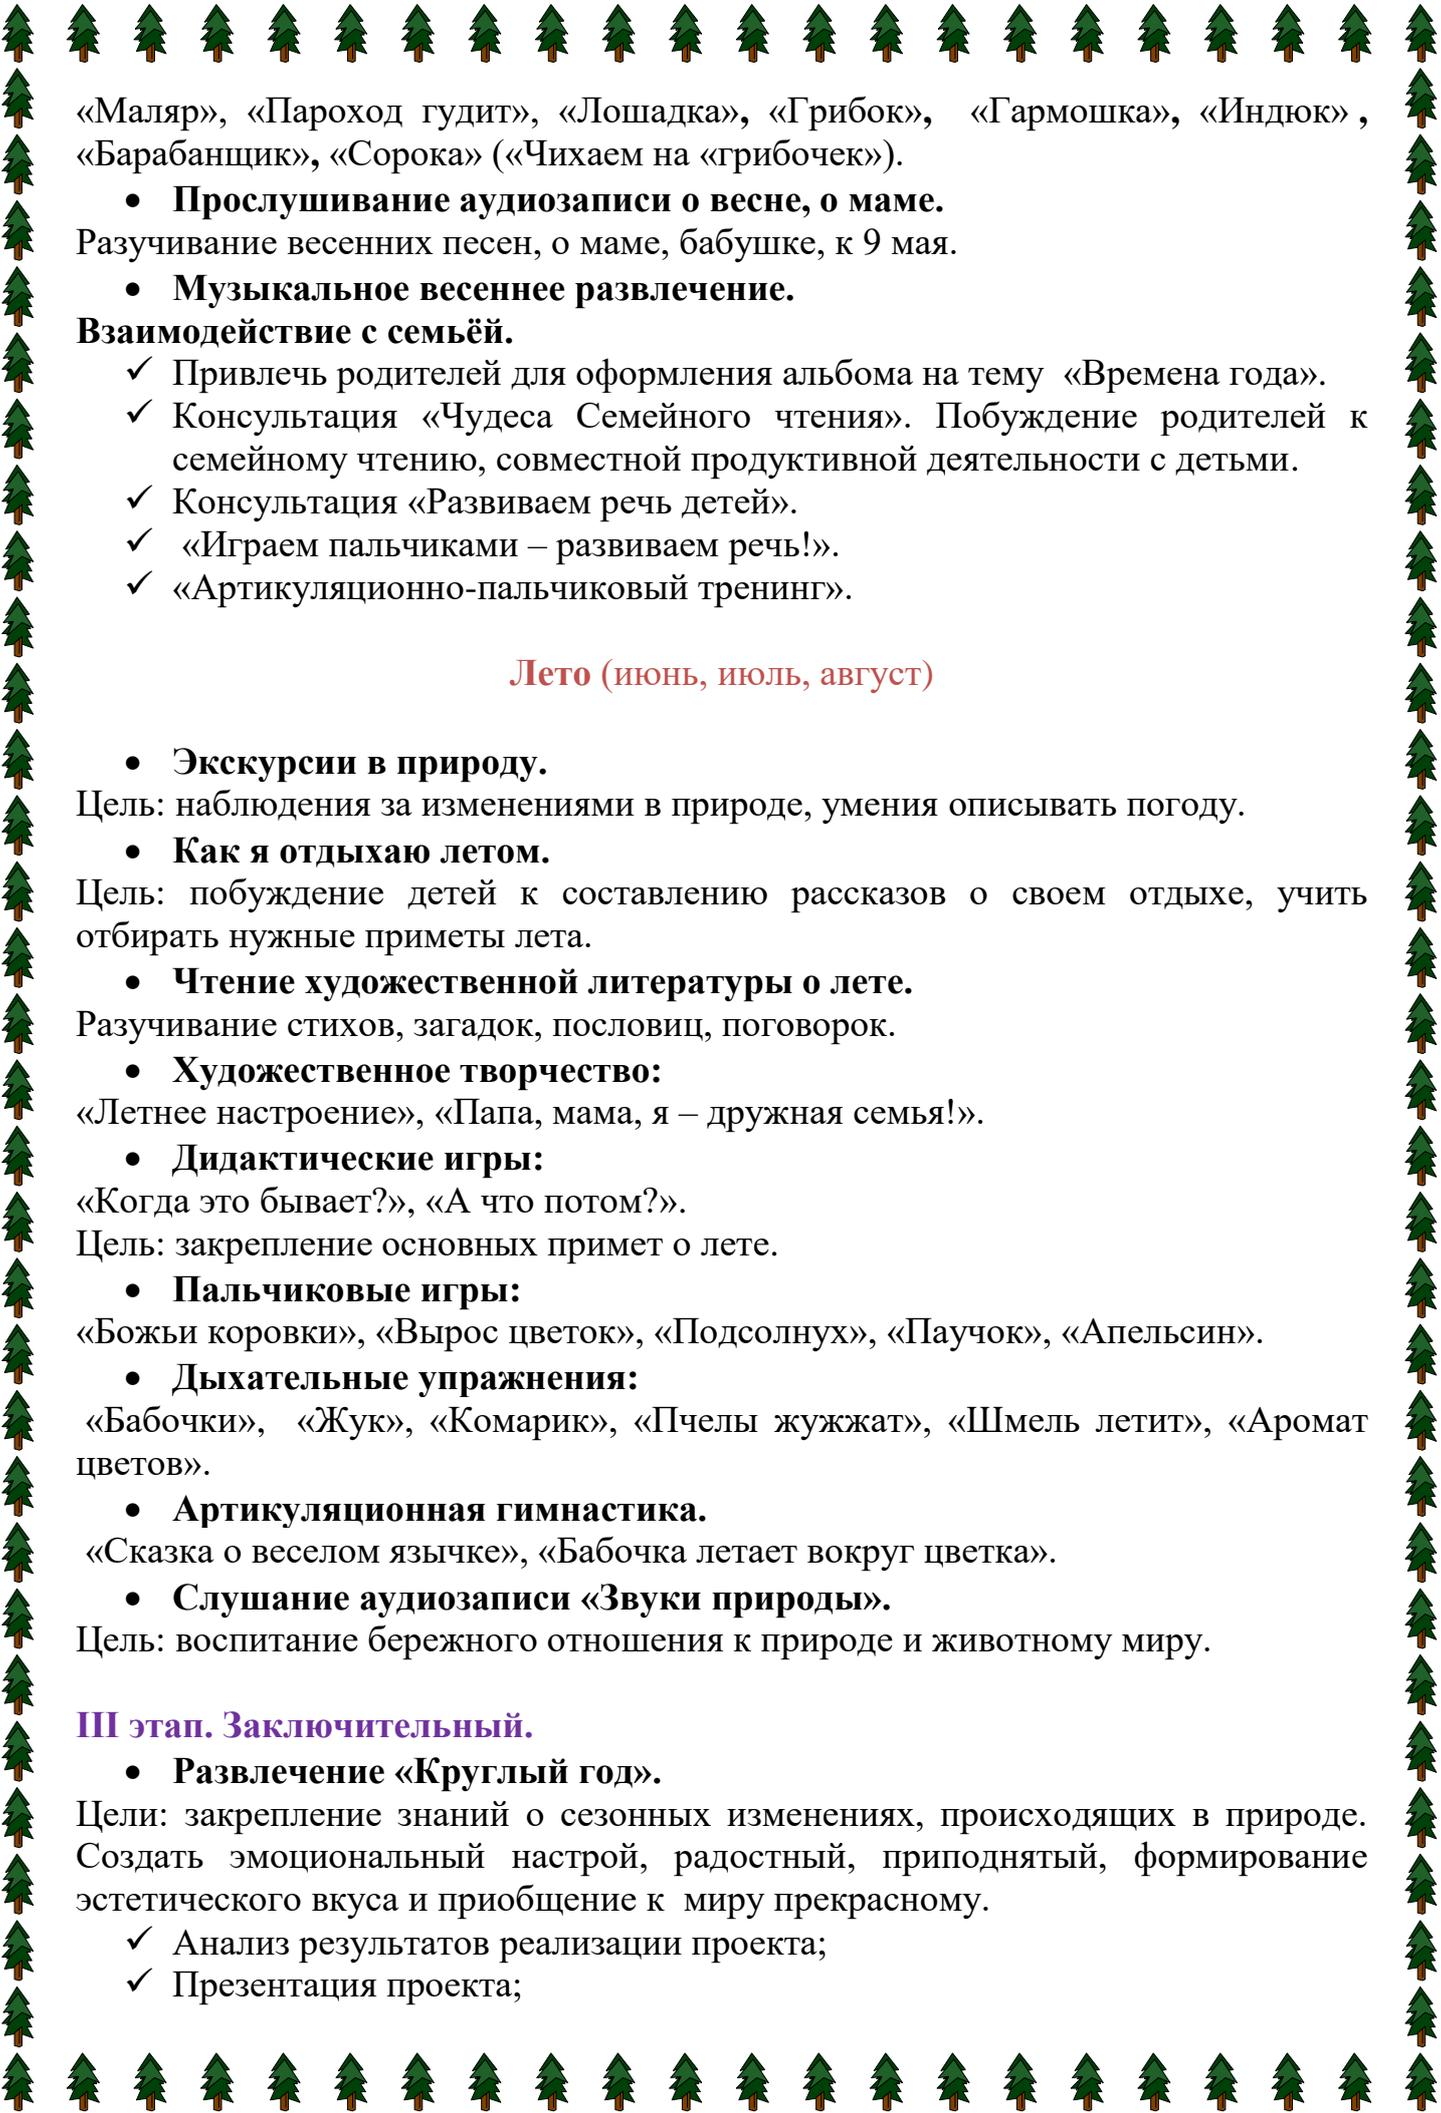 «Маляр», «Пароход гудит», «Лошадка», «Грибок», «Гармошка», «Индюк» ,
«Барабанщик», «Сорока» («Чихаем на «грибочек»).
• Прослушивание аудиозаписи о весне, о маме.
Разучивание весенних песен, о маме, бабушке, к 9 мая.
• Музыкальное весеннее развлечение.
Взаимодействие с семьёй.
✓ Привлечь родителей для оформления альбома на тему «Времена года».
✓ Консультация «Чудеса Семейного чтения». Побуждение родителей к
семейному чтению, совместной продуктивной деятельности с детьми.
✓ Консультация «Развиваем речь детей».
✓ «Играем пальчиками – развиваем речь!».
✓ «Артикуляционно-пальчиковый тренинг».
Лето (июнь, июль, август)
• Экскурсии в природу.
Цель: наблюдения за изменениями в природе, умения описывать погоду.
• Как я отдыхаю летом.
Цель: побуждение детей к составлению рассказов о своем отдыхе, учить
отбирать нужные приметы лета.
• Чтение художественной литературы о лете.
Разучивание стихов, загадок, пословиц, поговорок.
• Художественное творчество:
«Летнее настроение», «Папа, мама, я – дружная семья!».
• Дидактические игры:
«Когда это бывает?», «А что потом?».
Цель: закрепление основных примет о лете.
• Пальчиковые игры:
«Божьи коровки», «Вырос цветок», «Подсолнух», «Паучок», «Апельсин».
• Дыхательные упражнения:
«Бабочки», «Жук», «Комарик», «Пчелы жужжат», «Шмель летит», «Аромат
цветов».
• Артикуляционная гимнастика.
«Сказка о веселом язычке», «Бабочка летает вокруг цветка».
• Слушание аудиозаписи «Звуки природы».
Цель: воспитание бережного отношения к природе и животному миру.
III этап. Заключительный.
• Развлечение «Круглый год».
Цели: закрепление знаний о сезонных изменениях, происходящих в природе.
Создать эмоциональный настрой, радостный, приподнятый, формирование
эстетического вкуса и приобщение к миру прекрасному.
✓ Анализ результатов реализации проекта;
✓ Презентация проекта;